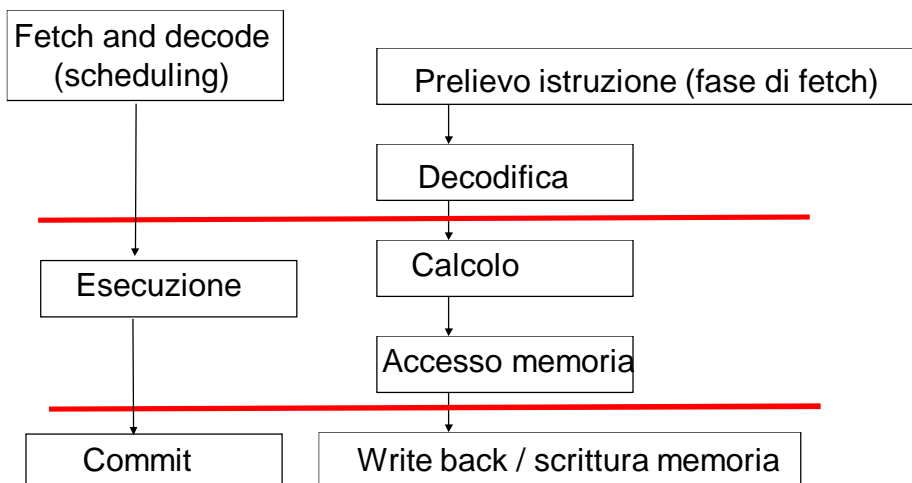 Fetch and decode
(scheduling)
Prelievo istruzione (fase di fetch)
Decodifica
Esecuzione
Calcolo
Accesso memoria
Commit
Write back / scrittura memoria